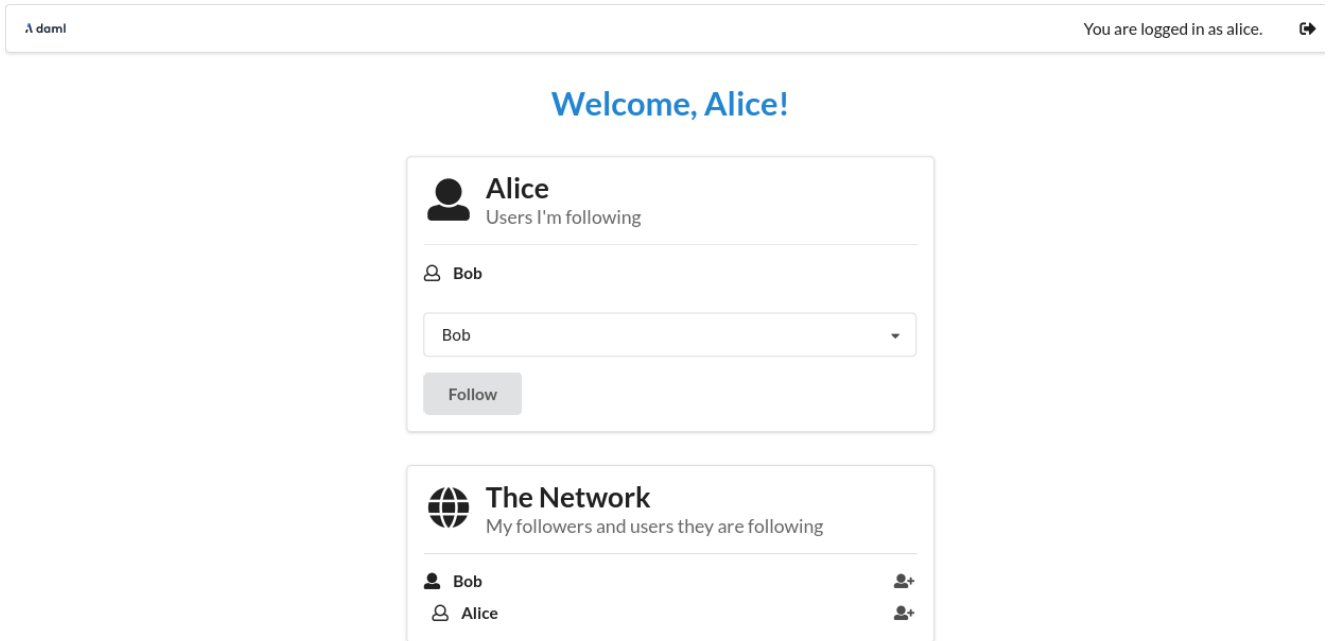 daml
You are logged in as alice.
Welcome, Alice!
Alice
Users I'm following
Bob
Bob
Follow
The Network
My followers and users they are following
Bob
Alice